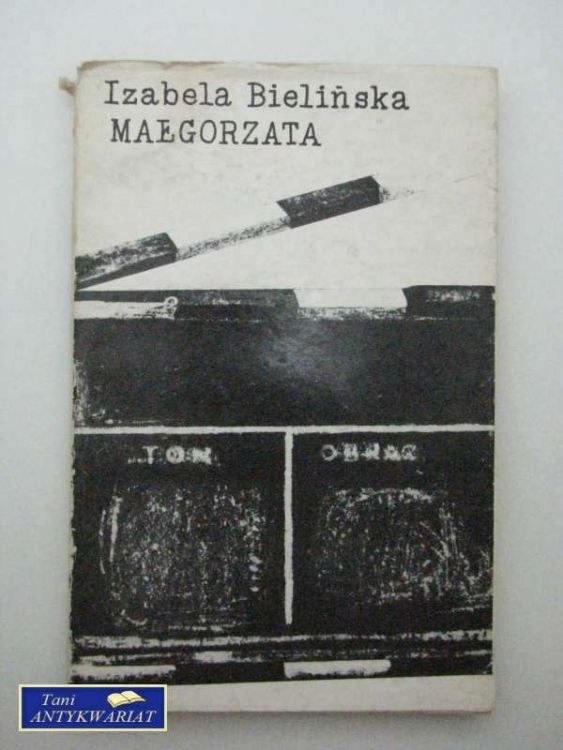 Izabela Bielińska
MAŁGORZATA
TON
OBRAZ
Tani
ANTYKWARIAT